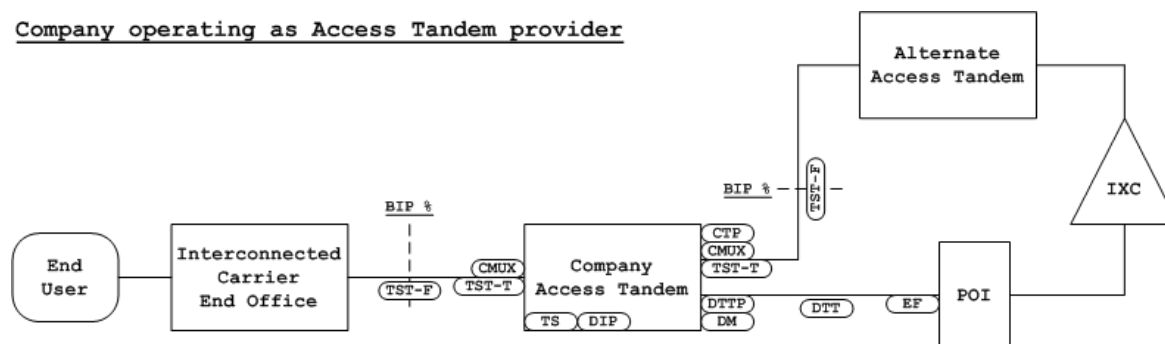 Company operating as Access Tandem provider
Alternate
Access Tandem
BIP %
TST-F
IXC
BIP %
End
User
Interconnected
Carrier
End Office
TST-F
CMUX
TST-T
Company
Access Tandem
TS
DIP
CTP
CMUX
TST-T
DTTP
DM
DTT
EF
POI